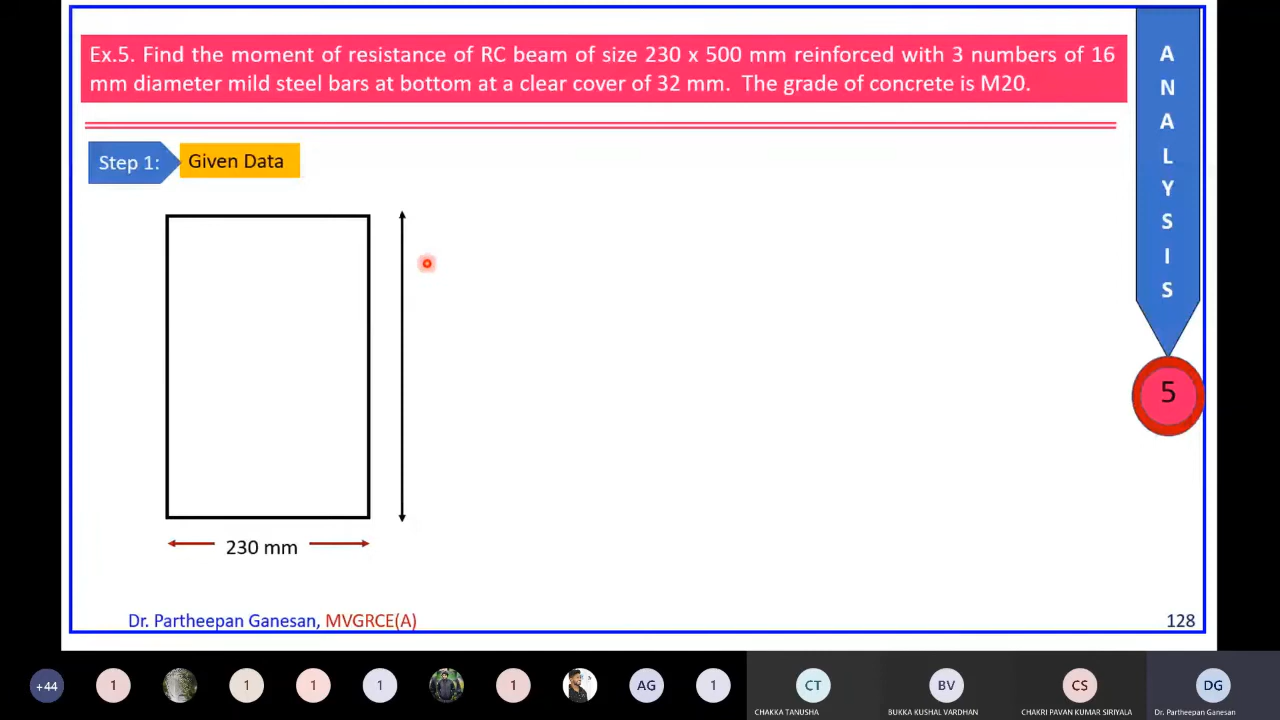 Ex.5. Find the moment of resistance of RC beam of size 230 x 500 mm reinforced with 3 numbers of 16
mm diameter mild steel bars at bottom at a clear cover of 32 mm. The grade of concrete is M20.
A
N
A
L
Y
S
I
S
5
Step 1:
Given Data
230 mm
Dr. Partheepan Ganesan, MVGRCE(A)
128
+44
1
1
1
1
1
AG
1
CT
BV
CS
DG
CHAKKA TANUSHA
BUKKA KUSHAL VARDHAN
CHAKRI PAVAN KUMAR SIRIYALA
Dr. Partheepan Ganesan